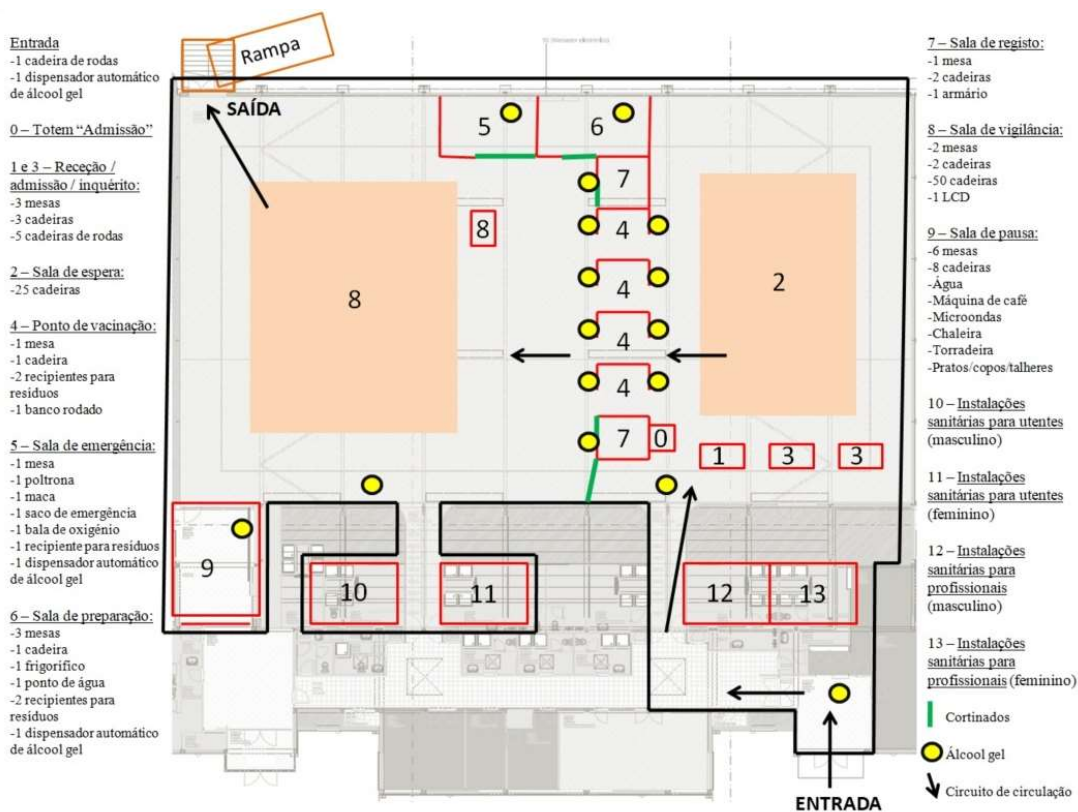 Entrada
-1 cadeira de rodas
-1 dispensador automático
de álcool gel
0 – Totem “Admissão”
1 e 3 – Receção /
admissão / inquérito:
-3 mesas
-3 cadeiras
-5 cadeiras de rodas
2 – Sala de espera:
-25 cadeiras
4 – Ponto de vacinação:
-1 mesa
-1 cadeira
-2 recipientes para
resíduos
-1 banco rodado
5 – Sala de emergência:
-1 mesa
-1 poltrona
-1 maca
-1 saco de emergência
-1 bala de oxigénio
-1 recipiente para resíduos
-1 dispensador automático
de álcool gel
6 – Sala de preparação:
-3 mesas
-1 cadeira
-1 frigorífico
-1 ponto de água
-2 recipientes para
resíduos
-1 dispensador automático
de álcool gel
Rampa
SAÍDA
5
6
7
8
4
8
4
2
4
4
7
0
1
3
3
9
10
11
12
13
ENTRADA
7 – Sala de registo:
-1 mesa
-2 cadeiras
-1 armário
8 – Sala de vigilância:
-2 mesas
-2 cadeiras
-50 cadeiras
-1 LCD
9 – Sala de pausa:
-6 mesas
-8 cadeiras
-Água
-Máquina de café
-Microondas
-Chaleira
-Torradeira
-Pratos/copos/talheres
10 – Instalações
sanitárias para utentes
(masculino)
11 – Instalações
sanitárias para utentes
(feminino)
12 – Instalações
sanitárias para
profissionais
(masculino)
13 – Instalações
sanitárias para
profissionais (feminino)
Cortinados
Álcool gel
Circuito de circulação